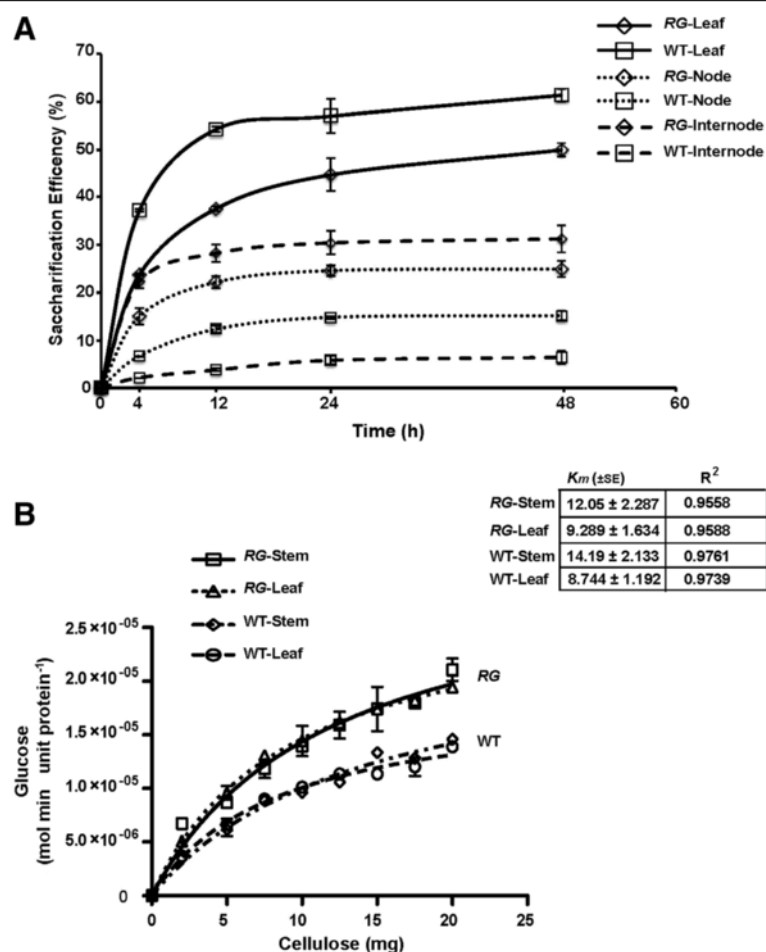 A
RG-Leaf
WT-Leaf
RG-Node
WT-Node
RG-Internode
WT-Internode
Saccharification Efficency (%)
70
60
50
40
30
20
10
0
0 4 12 24 48 60
Time (h)
Km (±SE) R²
RG-Stem 12.05 ± 2.287 0.9558
RG-Leaf 9.289 ± 1.634 0.9588
WT-Stem 14.19 ± 2.133 0.9761
WT-Leaf 8.744 ± 1.192 0.9739
B
RG-Stem
RG-Leaf
WT-Stem
WT-Leaf
Glucose
(mol min unit protein⁻¹)
2.5×10⁻⁰⁵
2.0×10⁻⁰⁵
1.5×10⁻⁰⁵
1.0×10⁻⁰⁵
5.0×10⁻⁰⁶
0
RG
WT
0 5 10 15 20 25
Cellulose (mg)